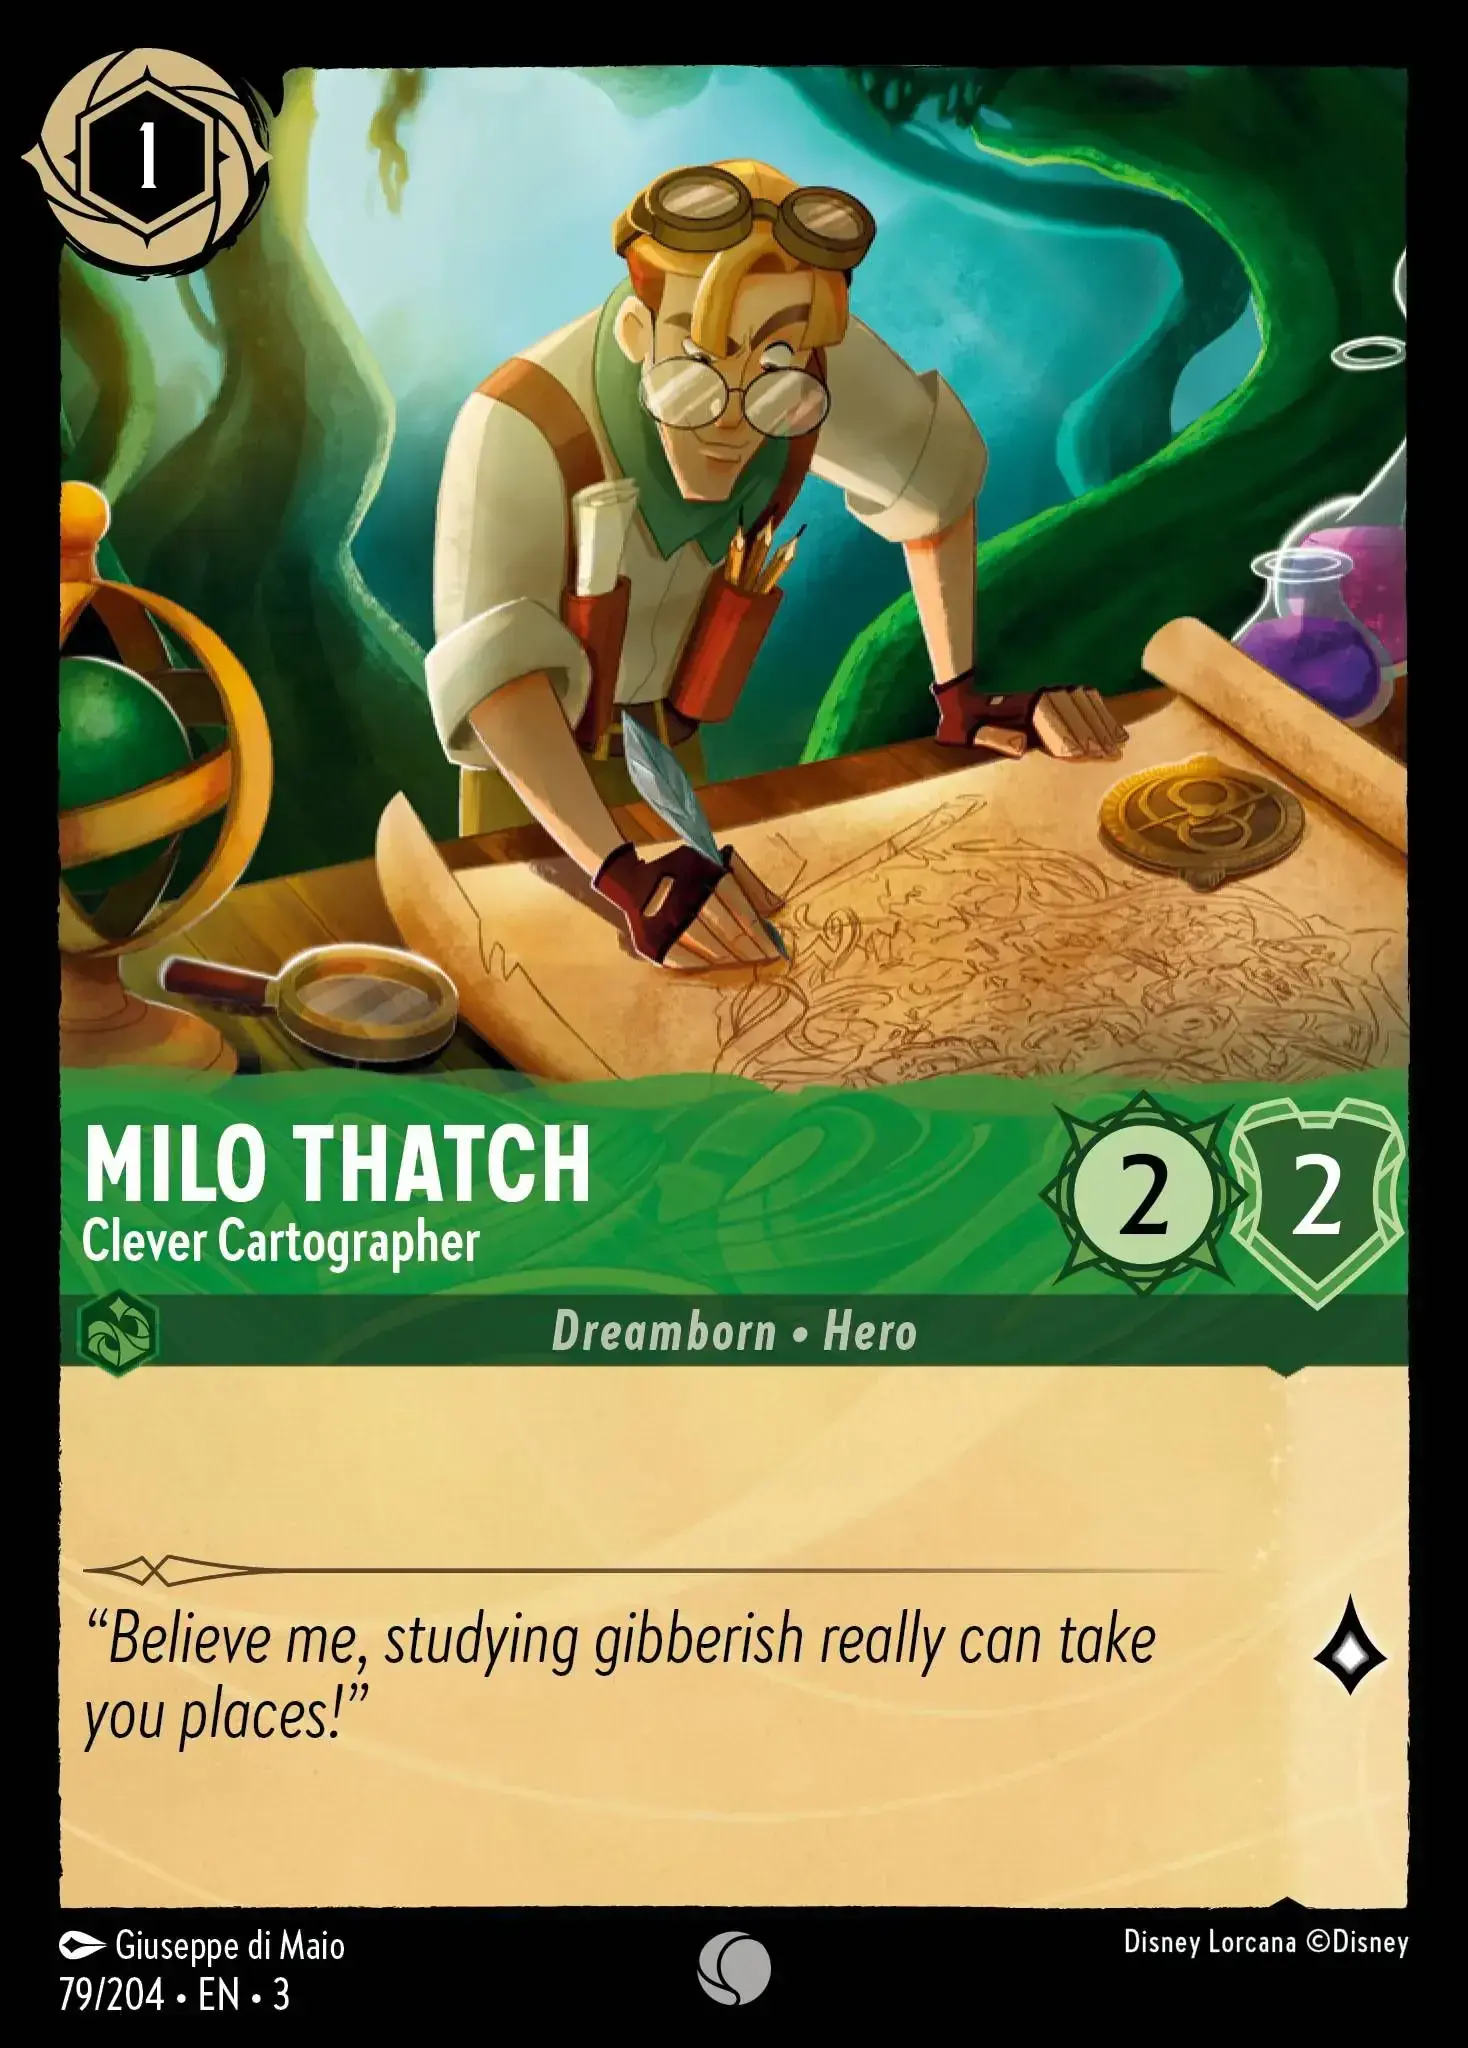 1
MILO THATCH
Clever Cartographer
2
2
Dreamborn • Hero
“Believe me, studying gibberish really can take
you places!”
Giuseppe di Maio
79/204 • EN • 3
Disney Lorcana ©Disney